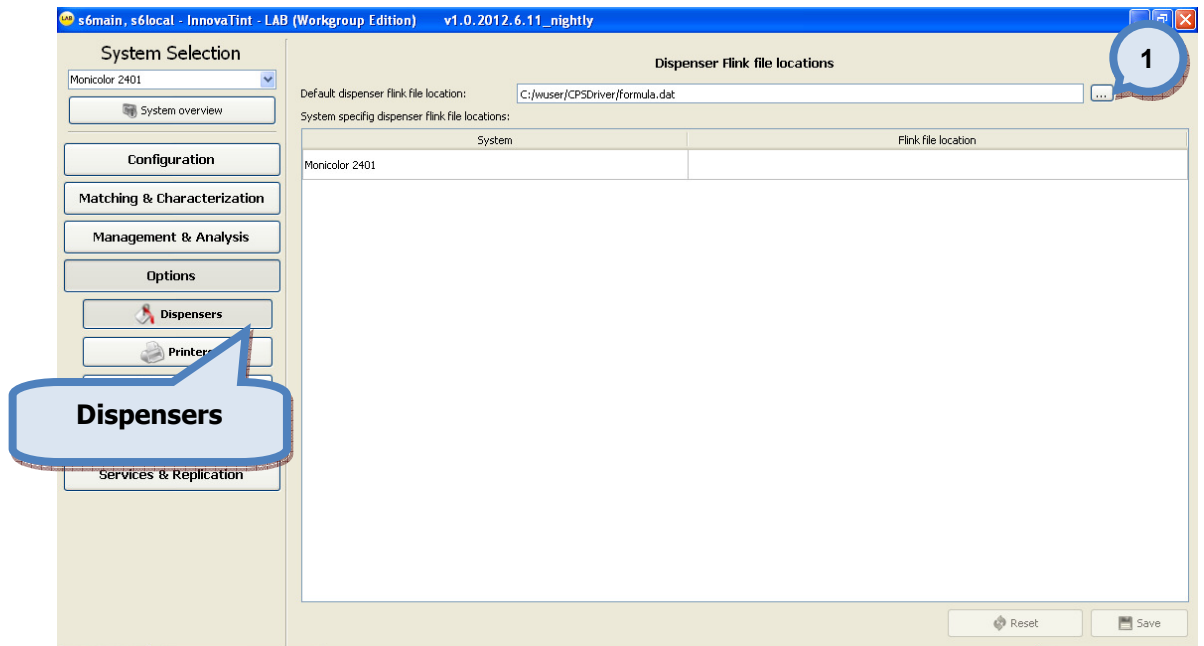 LAB s6main, s6local - InnovaTint - LAB (Workgroup Edition) v1.0.2012.6.11_nightly
System Selection
Monicolor 2401
System overview
Configuration
Matching & Characterization
Management & Analysis
Options
Dispensers
Dispensers
Services & Replication
Dispenser Flink file locations
1
Default dispenser flink file location: C:/wuser/CPSDriver/formula.dat ...
System specifig dispenser flink file locations:
System Flink file location
Monicolor 2401
Reset Save